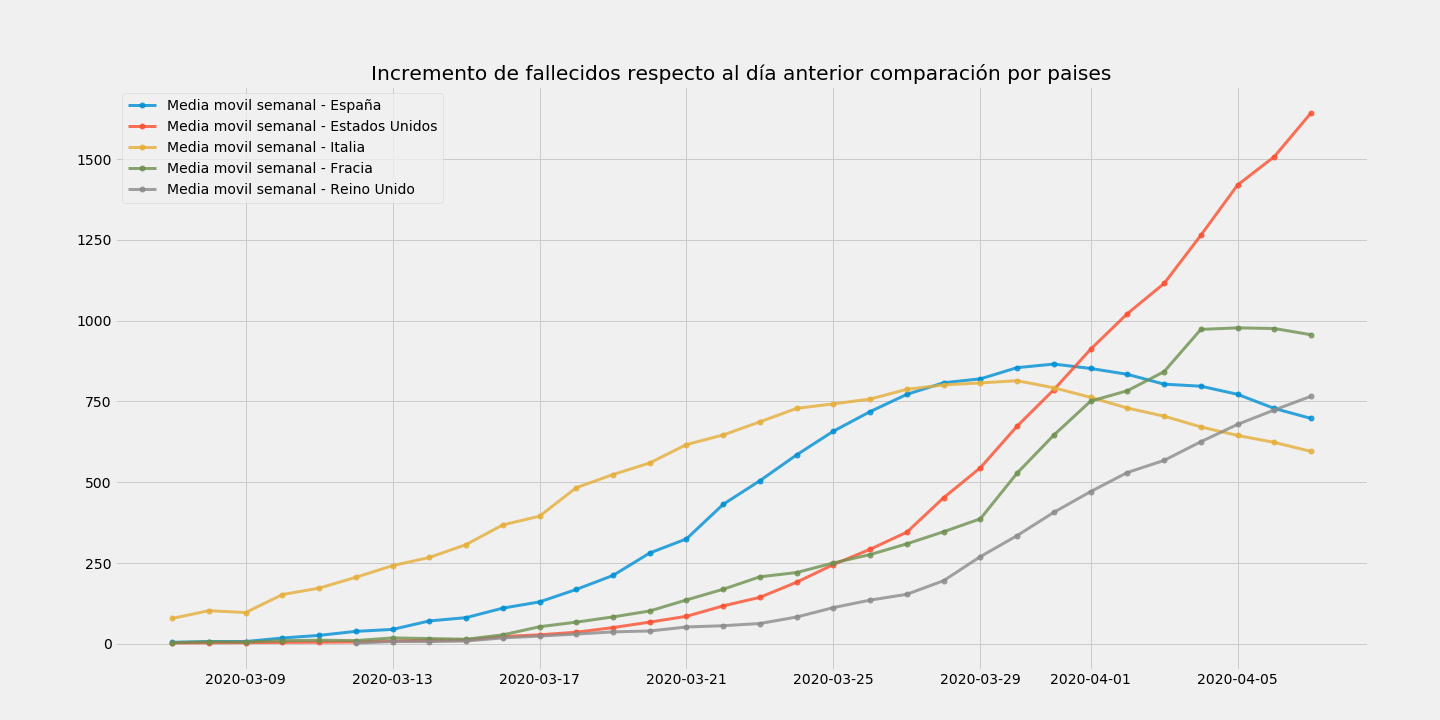 Incremento de fallecidos respecto al día anterior comparación por paises
Media movil semanal - España
Media movil semanal - Estados Unidos
Media movil semanal - Italia
Media movil semanal - Fracia
Media movil semanal - Reino Unido
1500
1250
1000
750
500
250
0
2020-03-09 2020-03-13 2020-03-17 2020-03-21 2020-03-25 2020-03-29 2020-04-01 2020-04-05